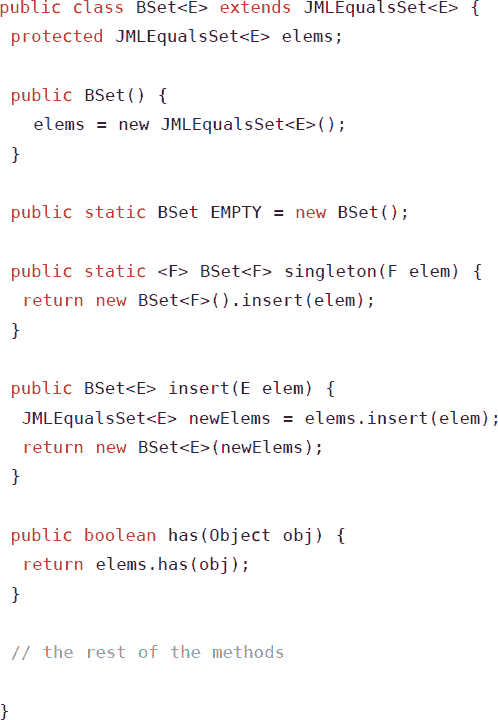 public class BSet<E> extends JMLEqualsSet<E> {
protected JMLEqualsSet<E> elems;
public BSet() {
elems = new JMLEqualsSet<E>();
}
public static BSet EMPTY = new BSet();
public static <F> BSet<F> singleton(F elem) {
return new BSet<F>().insert(elem);
}
public BSet<E> insert(E elem) {
JMLEqualsSet<E> newElems = elems.insert(elem);
return new BSet<E>(newElems);
}
public boolean has(Object obj) {
return elems.has(obj);
}
// the rest of the methods
}